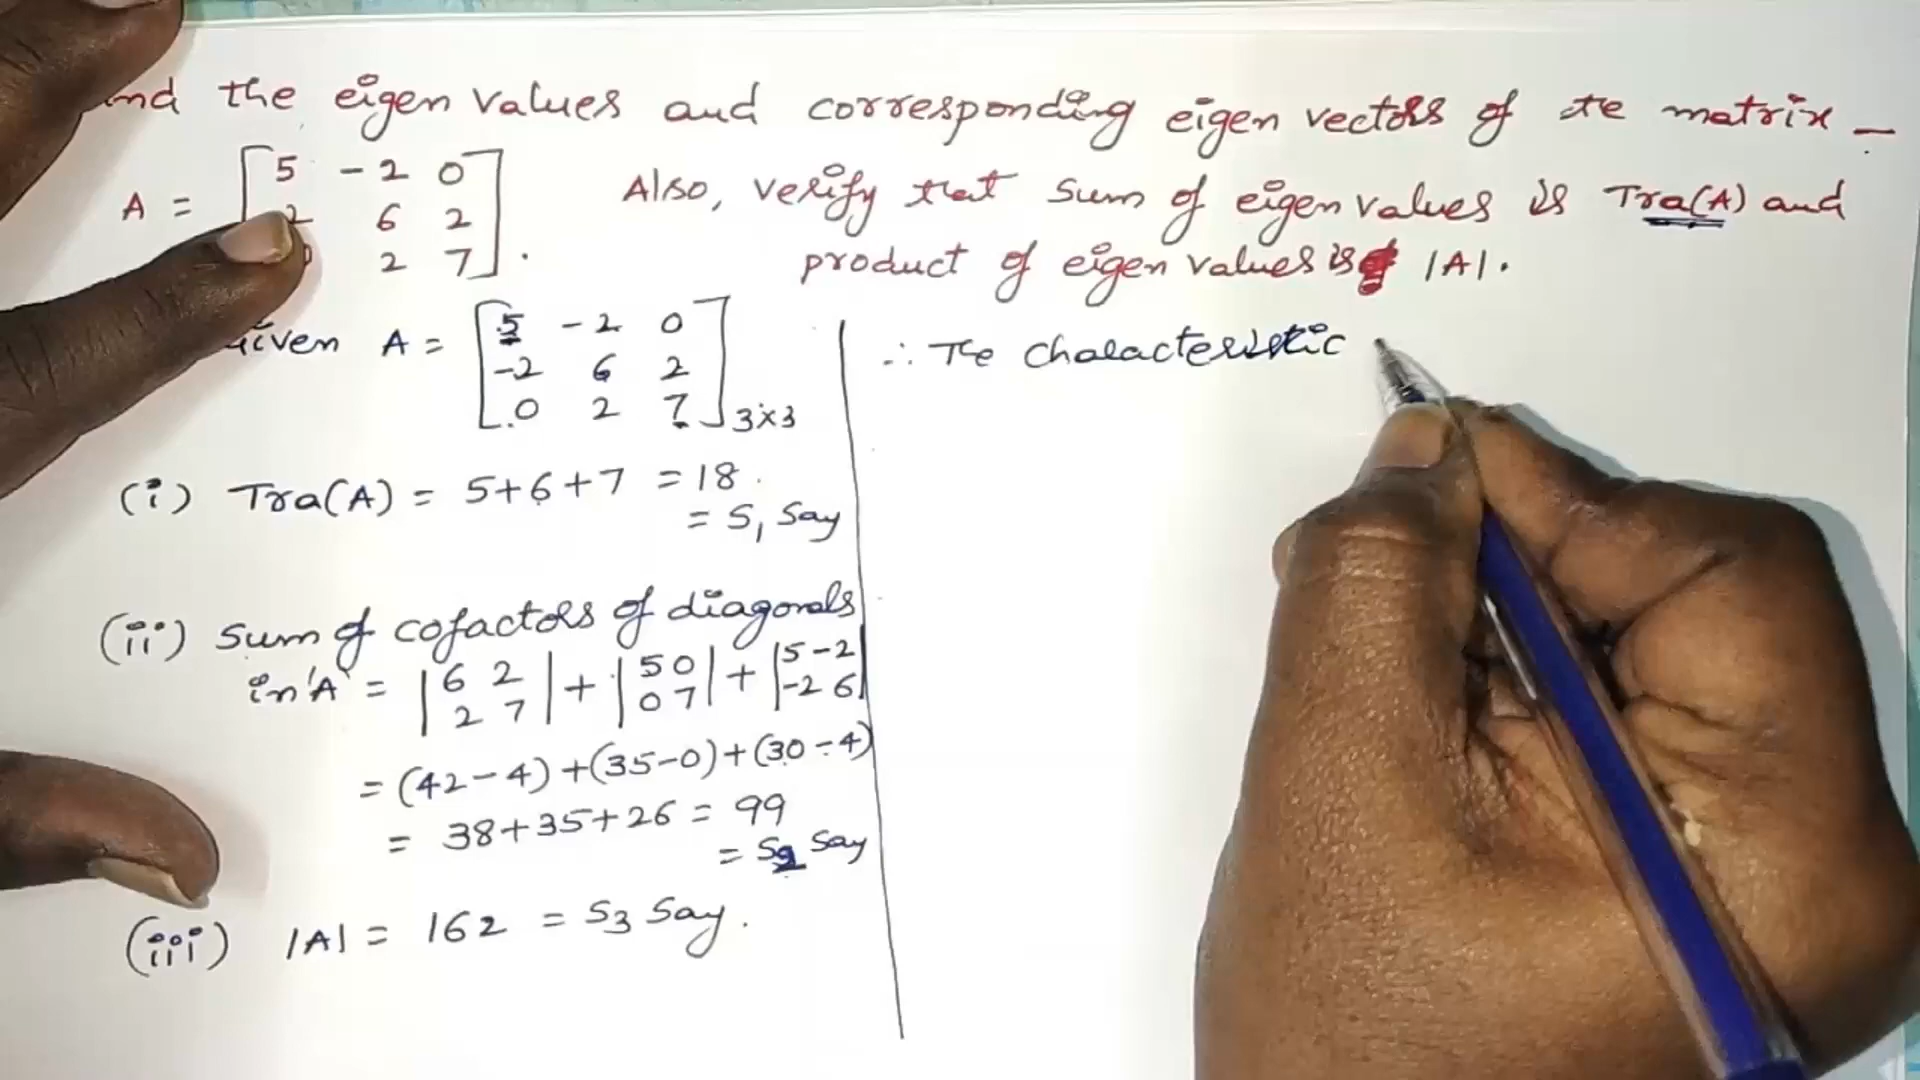 the eigen values and corresponding eigen vectors of the matrix -
A = [5 -2 0
6 2
2 7].
Also, verify that sum of eigen values is Tra(A) and
product of eigen values is |A|.
Given A = [5 -2 0
-2 6 2
0 2 7]3×3
(i) Tra(A) = 5+6+7 = 18.
= S1 Say
(ii) Sum of cofactors of diagonals
in 'A' = |6 2| + |5 0| + |5 -2|
|2 7| |0 7| |-2 6|
= (42-4)+(35-0)+(30-4)
= 38+35+26 = 99
= S2 Say
(iii) |A| = 162 = S3 Say.
∴ The characteristic